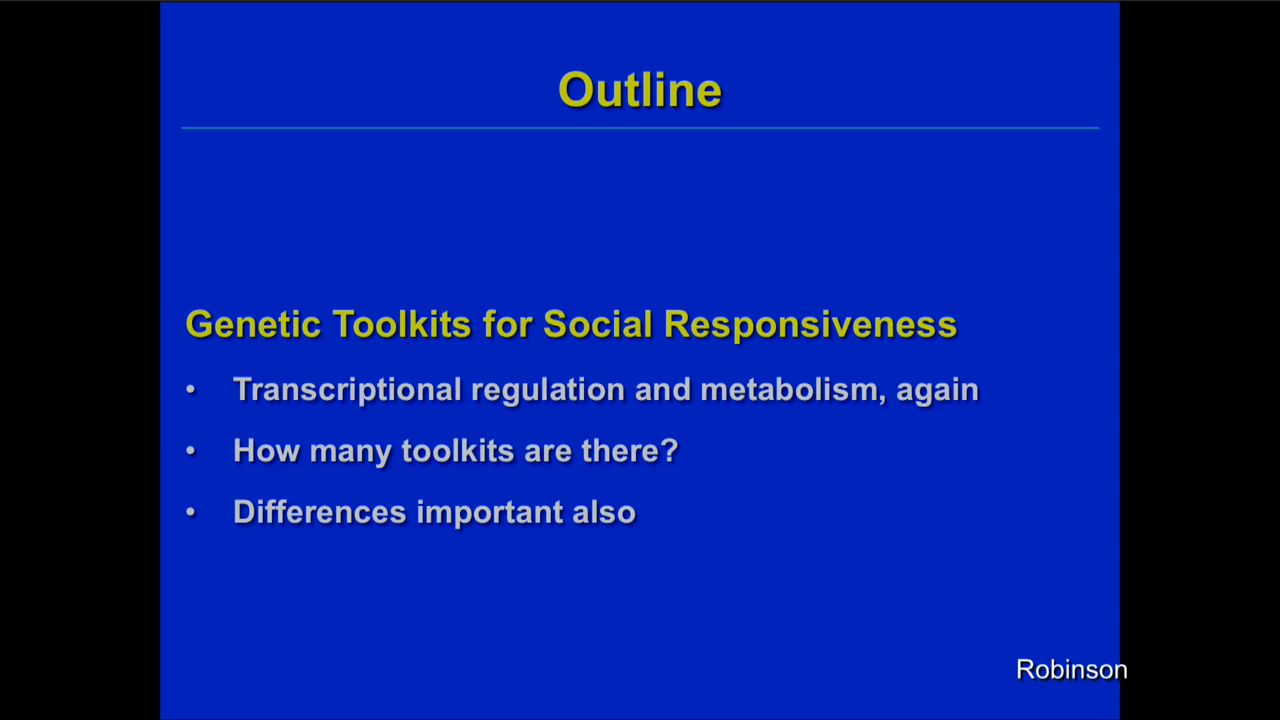 Outline
Genetic Toolkits for Social Responsiveness
• Transcriptional regulation and metabolism, again
• How many toolkits are there?
• Differences important also
Robinson